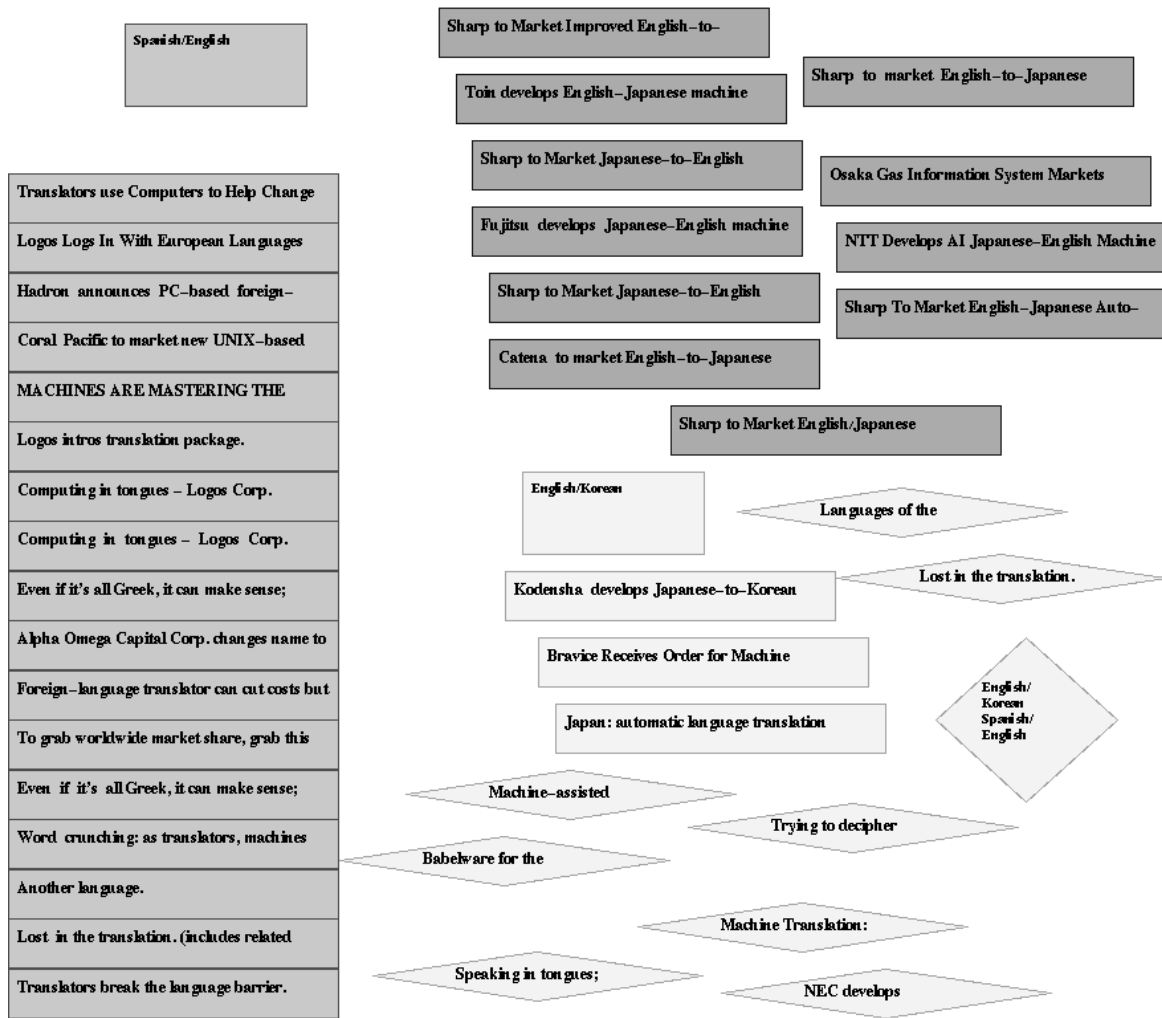 Spanish/English
Sharp to Market Improved English-to-
Sharp to market English-to-Japanese
Toin develops English-Japanese machine
Sharp to Market Japanese-to-English
Osaka Gas Information System Markets
Fujitsu develops Japanese-English machine
NTT Develops AI Japanese-English Machine
Sharp to Market Japanese-to-English
Sharp To Market English-Japanese Auto-
Catena to market English-to-Japanese
Sharp to Market English/Japanese
Translators use Computers to Help Change
Logos Logs In With European Languages
Hadron announces PC-based foreign-
Coral Pacific to market new UNIX-based
MACHINES ARE MASTERING THE
Logos intros translation package.
Computing in tongues - Logos Corp.
Computing in tongues - Logos Corp.
Even if it's all Greek, it can make sense;
Alpha Omega Capital Corp. changes name to
Foreign-language translator can cut costs but
To grab worldwide market share, grab this
Even if it's all Greek, it can make sense;
Word crunching: as translators, machines
Another language.
Lost in the translation. (includes related
Translators break the language barrier.
English/Korean
Languages of the
Lost in the translation.
Kodensha develops Japanese-to-Korean
Bravice Receives Order for Machine
Japan: automatic language translation
English/
Korean
Spanish/
English
Machine-assisted
Trying to decipher
Babelware for the
Machine Translation:
Speaking in tongues;
NEC develops